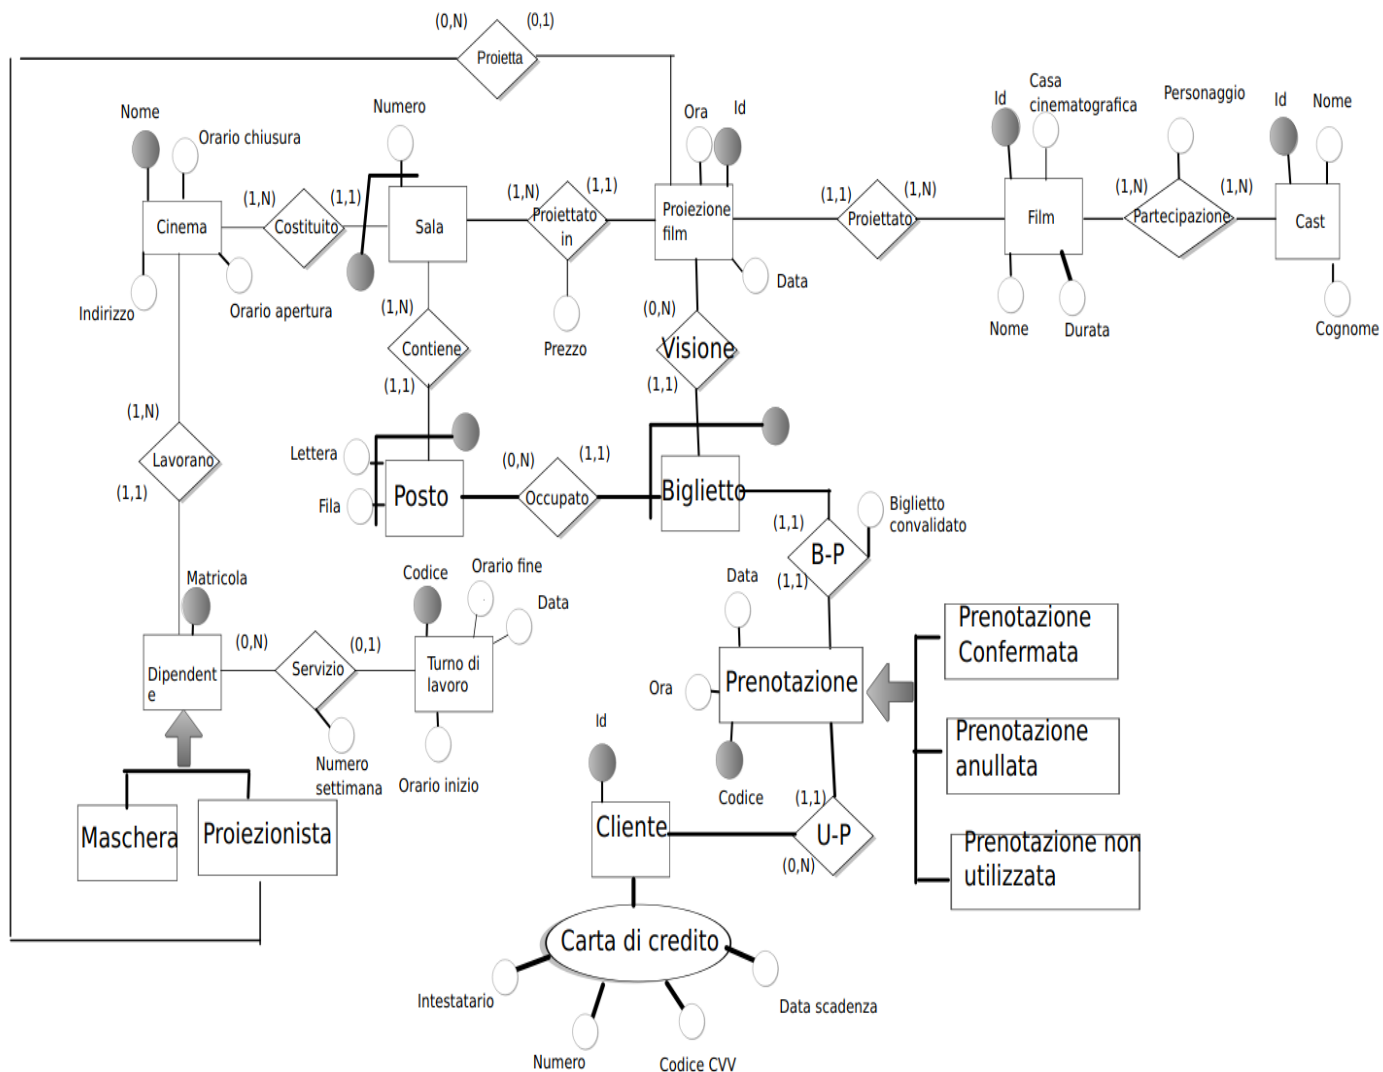 (0,N)
(0,1)
Proietta
Nome
Orario chiusura
Numero
Ora
Id
Id
Casa
cinematografica
Personaggio
Id
Nome
(1,N)
(1,1)
(1,N)
(1,1)
(1,1)
(1,N)
(1,N)
(1,N)
Cinema
Costituito
Sala
Proiettato
in
Proiezione
film
Proiettato
Film
Partecipazione
Cast
Indirizzo
Orario apertura
(1,N)
Prezzo
(0,N)
Data
Nome
Durata
Cognome
Contiene
Visione
(1,1)
(1,1)
(1,N)
Lavorano
(1,1)
Lettera
Fila
Posto
(0,N)
Occupato
(1,1)
Biglietto
(1,1)
B-P
(1,1)
Biglietto
convalidato
Matricola
Codice
Orario fine
Data
Data
Dipendent
e
(0,N)
Servizio
(0,1)
Turno di
lavoro
Ora
Prenotazione
Prenotazione
Confermata
Numero
settimana
Orario inizio
Id
Codice
Prenotazione
anullata
Maschera
Proiezionista
Cliente
(1,1)
U-P
(0,N)
Prenotazione non
utilizzata
Carta di credito
Intestatario
Numero
Codice CVV
Data scadenza